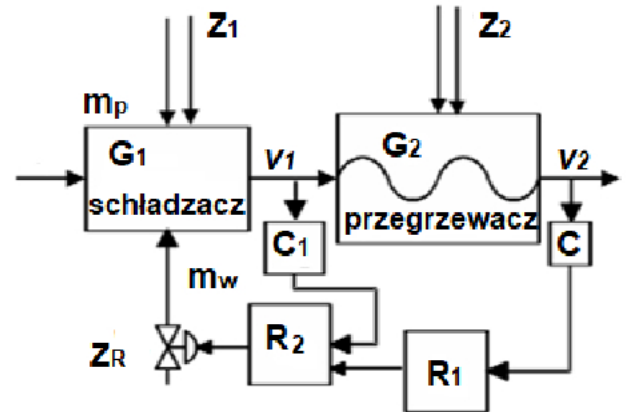 Z1
Z2
mp
G1
schładzacz
V1
G2
przegrzewacz
V2
C1
C
mw
R2
R1
ZR